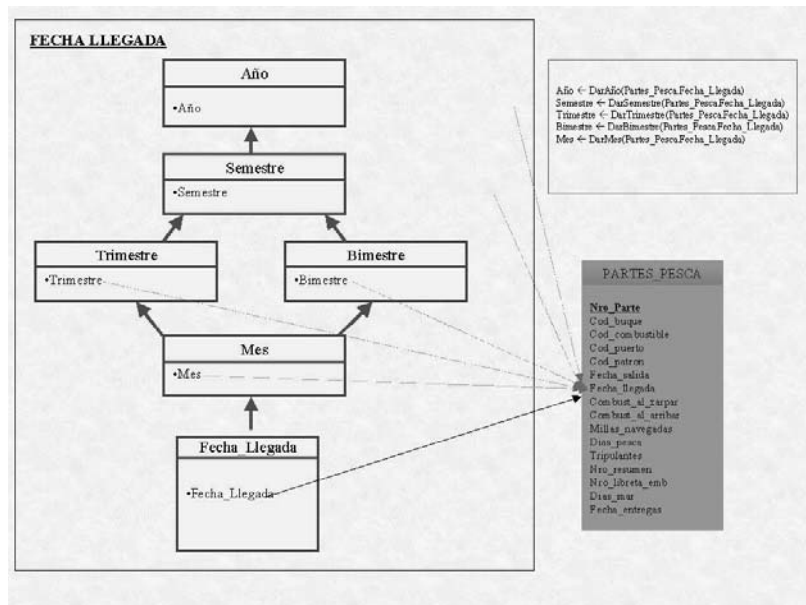 FECHA LLEGADA
Año
•Año
Semestre
•Semestre
Trimestre
•Trimestre
Bimestre
•Bimestre
Mes
•Mes
Fecha_Llegada
•Fecha_Llegada
Año ← DarAño(Partes_Pesca.Fecha_Llegada)
Semestre ← DarSemestre(Partes_Pesca.Fecha_Llegada)
Trimestre ← DarTrimestre(Partes_Pesca.Fecha_Llegada)
Bimestre ← DarBimestre(Partes_Pesca.Fecha_Llegada)
Mes ← DarMes(Partes_Pesca.Fecha_Llegada)
PARTES_PESCA
Nro_Parte
Cod_buque
Cod_combustible
Cod_puerto
Cod_patron
Fecha_salida
Fecha_llegada
Combust_al_zarpar
Combust_al_arribar
Millas_navegadas
Dias_pesca
Tripulantes
Nro_resumen
Nro_libreta_emb
Dias_mar
Fecha_entregas